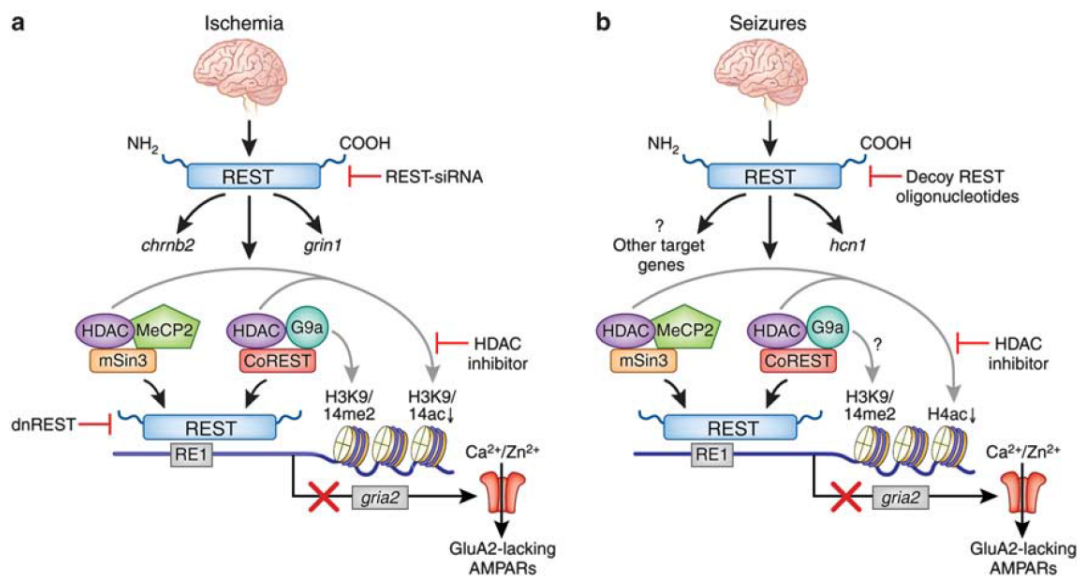 a
Ischemia
NH2
COOH
REST
REST-siRNA
chrnb2
grin1
HDAC
MeCP2
mSin3
HDAC
G9a
CoREST
HDAC
inhibitor
H3K9/
14me2
H3K9/
14ac↓
dnREST
REST
RE1
Ca2+/Zn2+
gria2
GluA2-lacking
AMPARs
b
Seizures
NH2
COOH
REST
Decoy REST
oligonucleotides
?
Other target
genes
hcn1
HDAC
MeCP2
mSin3
HDAC
G9a
CoREST
?
HDAC
inhibitor
H3K9/
14me2
H4ac↓
REST
RE1
Ca2+/Zn2+
gria2
GluA2-lacking
AMPARs